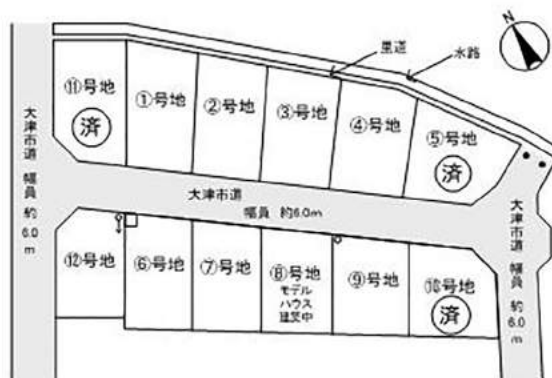 N
里道
水路
⑪号地
済
①号地
②号地
③号地
④号地
⑤号地
済
大津市道 幅員 約6.0m
大津市道
幅員 約6.0m
大津市道 幅員 約6.0m
⑫号地
⑥号地
⑦号地
⑧号地
モデル
ハウス
建築中
⑨号地
⑩号地
済